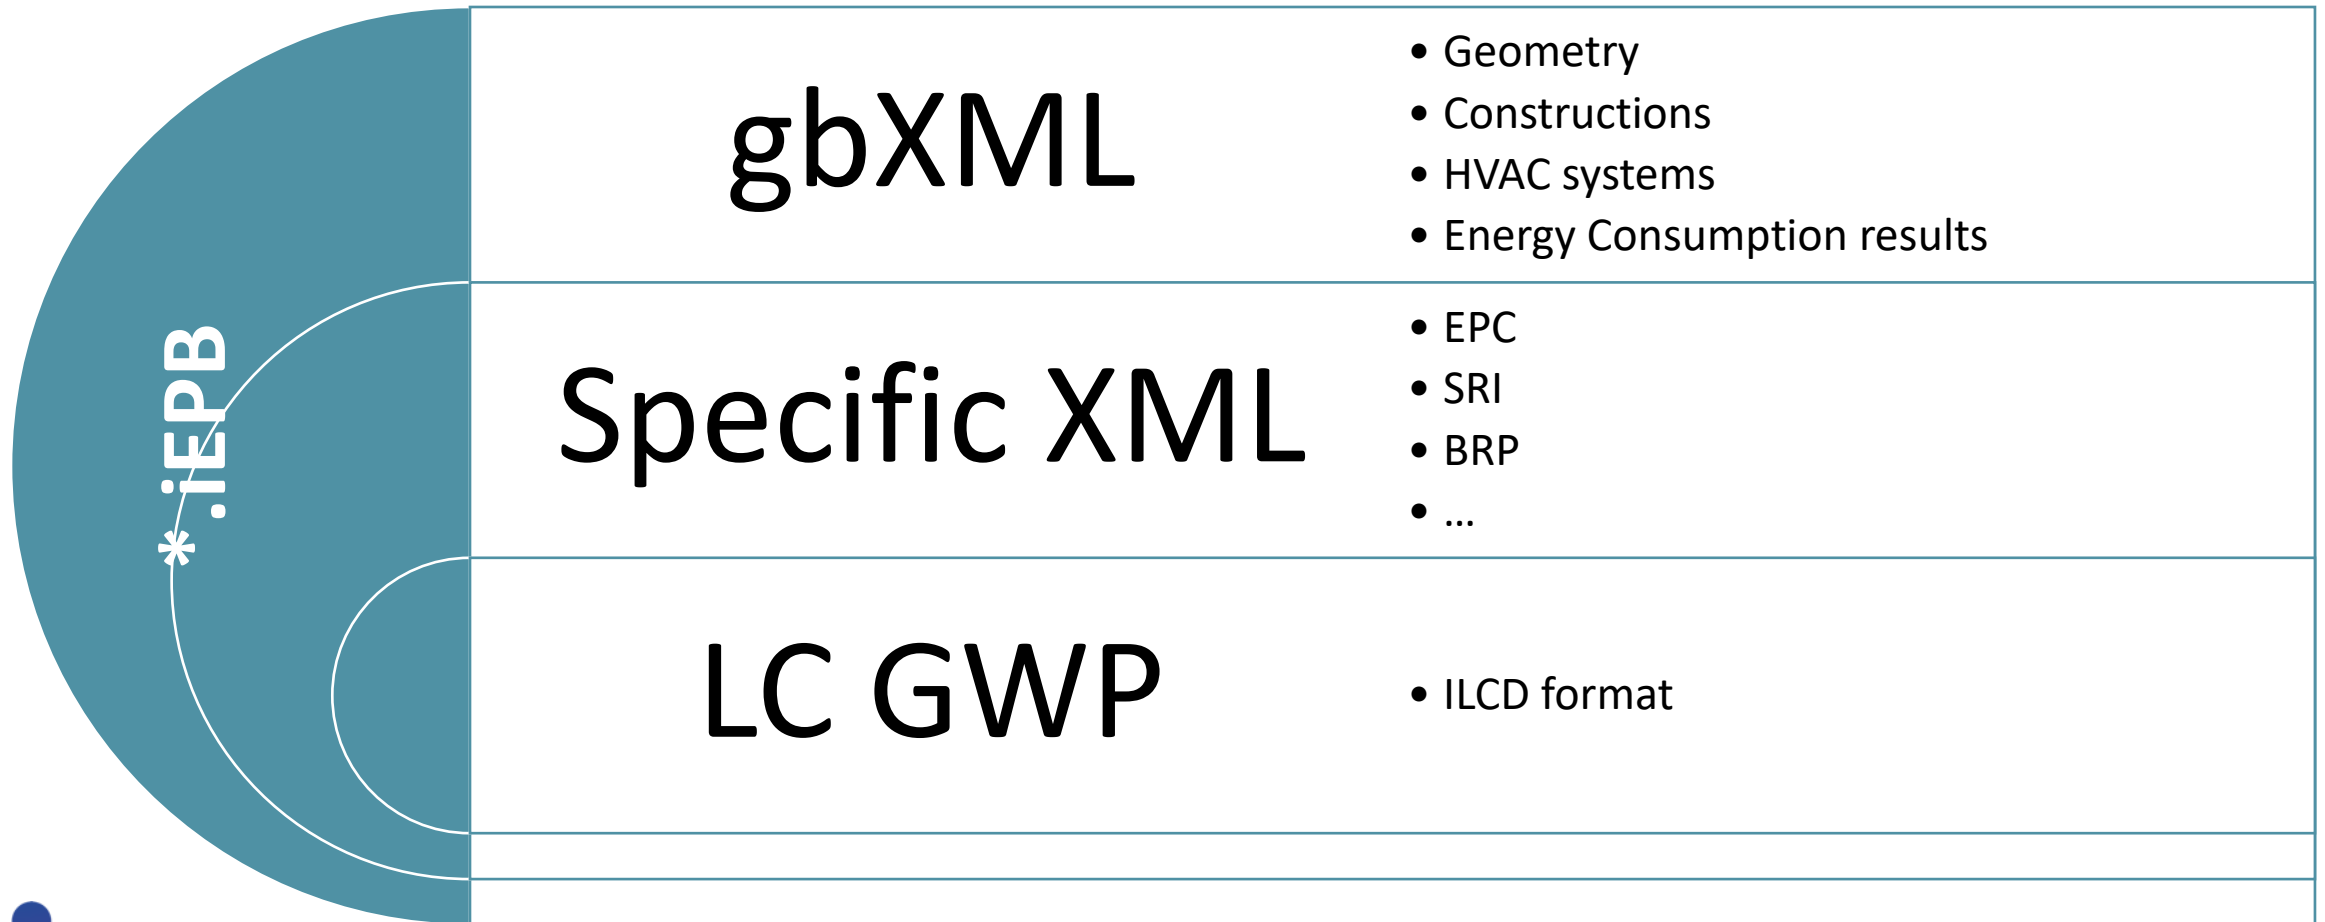 *.iEPB
gbXML
• Geometry
• Constructions
• HVAC systems
• Energy Consumption results
Specific XML
• EPC
• SRI
• BRP
• ...
LC GWP
• ILCD format